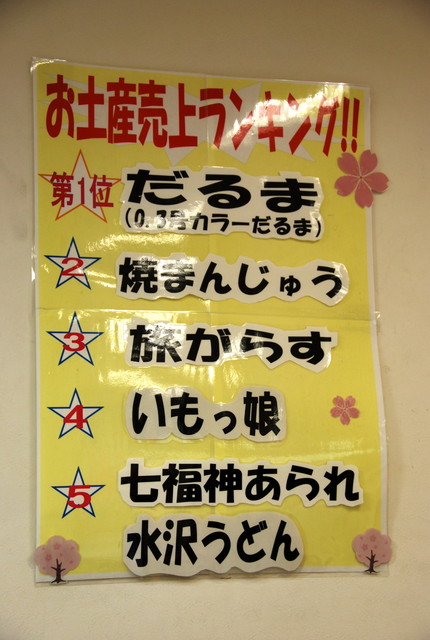 お土産売上ランキング!!
第1位 だるま
(0.3号カラーだるま)
2 焼まんじゅう
3 旅がらす
4 いもっ娘
5 七福神あられ
水沢うどん